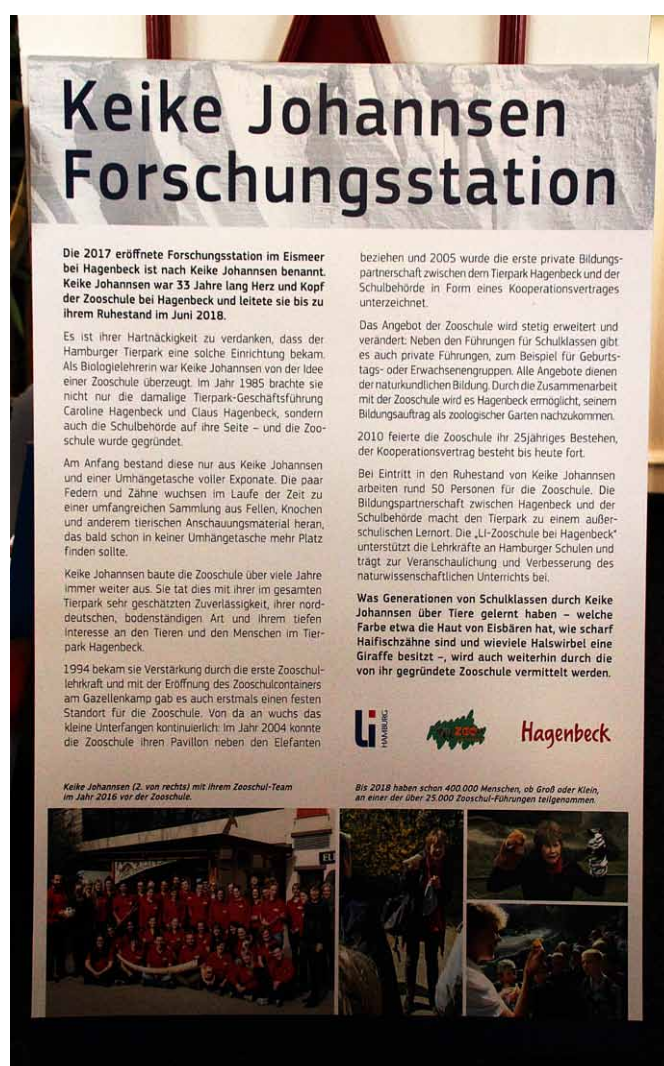 Keike Johannsen
Forschungsstation
Die 2017 eröffnete Forschungsstation im Eismeer
bei Hagenbeck ist nach Keike Johannsen benannt.
Keike Johannsen war 33 Jahre lang Herz und Kopf
der Zooschule bei Hagenbeck und leitete sie bis zu
ihrem Ruhestand im Juni 2018.
Es ist ihrer Hartnäckigkeit zu verdanken, dass der
Hamburger Tierpark eine solche Einrichtung bekam.
Als Biologielehrerin war Keike Johannsen von der Idee
einer Zooschule überzeugt. Im Jahr 1985 brachte sie
nicht nur die damalige Tierpark-Geschäftsführung
Caroline Hagenbeck und Claus Hagenbeck, sondern
auch die Schulbehörde auf ihre Seite – und die Zoo-
schule wurde gegründet.
Am Anfang bestand diese nur aus Keike Johannsen
und einer Umhängetasche voller Exponate. Die paar
Federn und Zähne wuchsen im Laufe der Zeit zu
einer umfangreichen Sammlung aus Fellen, Knochen
und anderem tierischen Anschauungsmaterial heran,
das bald schon in keiner Umhängetasche mehr Platz
finden sollte.
Keike Johannsen baute die Zooschule über viele Jahre
immer weiter aus. Sie tat dies mit ihrer im gesamten
Tierpark sehr geschätzten Zuverlässigkeit, ihrer nord-
deutschen, bodenständigen Art und ihrem tiefen
Interesse an den Tieren und den Menschen im Tier-
park Hagenbeck.
1994 bekam sie Verstärkung durch die erste Zooschul-
lehrkraft und mit der Eröffnung des Zooschulcontainers
am Gazellenkamp gab es auch erstmals einen festen
Standort für die Zooschule. Von da an wuchs das
kleine Unterfangen kontinuierlich: Im Jahr 2004 konnte
die Zooschule ihren Pavillon neben den Elefanten
beziehen und 2005 wurde die erste private Bildungs-
partnerschaft zwischen dem Tierpark Hagenbeck und der
Schulbehörde in Form eines Kooperationsvertrages
unterzeichnet.
Das Angebot der Zooschule wird stetig erweitert und
verändert: Neben den Führungen für Schulklassen gibt
es auch private Führungen, zum Beispiel für Geburts-
tags- oder Erwachsenengruppen. Alle Angebote dienen
der naturkundlichen Bildung. Durch die Zusammenarbeit
mit der Zooschule wird es Hagenbeck ermöglicht, seinem
Bildungsauftrag als zoologischer Garten nachzukommen.
2010 feierte die Zooschule ihr 25jähriges Bestehen,
der Kooperationsvertrag besteht bis heute fort.
Bei Eintritt in den Ruhestand von Keike Johannsen
arbeiten rund 50 Personen für die Zooschule. Die
Bildungspartnerschaft zwischen Hagenbeck und der
Schulbehörde macht den Tierpark zu einem außer-
schulischen Lernort. Die „LI-Zooschule bei Hagenbeck"
unterstützt die Lehrkräfte an Hamburger Schulen und
trägt zur Veranschaulichung und Verbesserung des
naturwissenschaftlichen Unterrichts bei.
Was Generationen von Schulklassen durch Keike
Johannsen über Tiere gelernt haben – welche
Farbe etwa die Haut von Eisbären hat, wie scharf
Haifischzähne sind und wieviele Halswirbel eine
Giraffe besitzt –, wird auch weiterhin durch die
von ihr gegründete Zooschule vermittelt werden.
Li HAMBURG
ZOO
Hagenbeck
Keike Johannsen (2. von rechts) mit ihrem Zooschul-Team
im Jahr 2016 vor der Zooschule.
Bis 2018 haben schon 400.000 Menschen, ob Groß oder Klein,
an einer der über 25.000 Zooschul-Führungen teilgenommen.